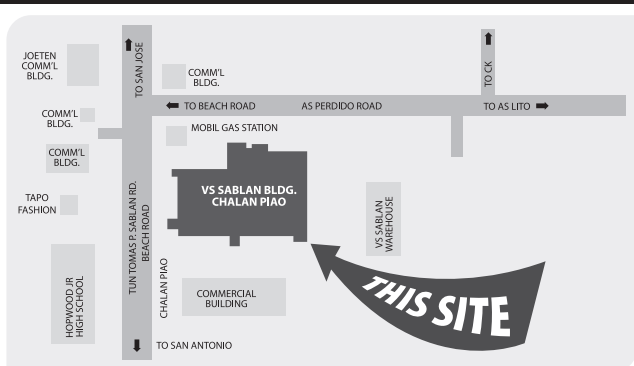 JOETEN
COMM'L
BLDG.
TO SAN JOSE
COMM'L
BLDG.
TO CK
TO BEACH ROAD
AS PERDIDO ROAD
TO AS LITO
COMM'L
BLDG.
MOBIL GAS STATION
COMM'L
BLDG.
VS SABLAN BLDG.
CHALAN PIAO
TAPO
FASHION
TUN TOMAS P. SABLAN RD.
BEACH ROAD
VS SABLAN
WAREHOUSE
HOPWOOD JR.
HIGH SCHOOL
CHALAN PIAO
COMMERCIAL
BUILDING
THIS SITE
TO SAN ANTONIO